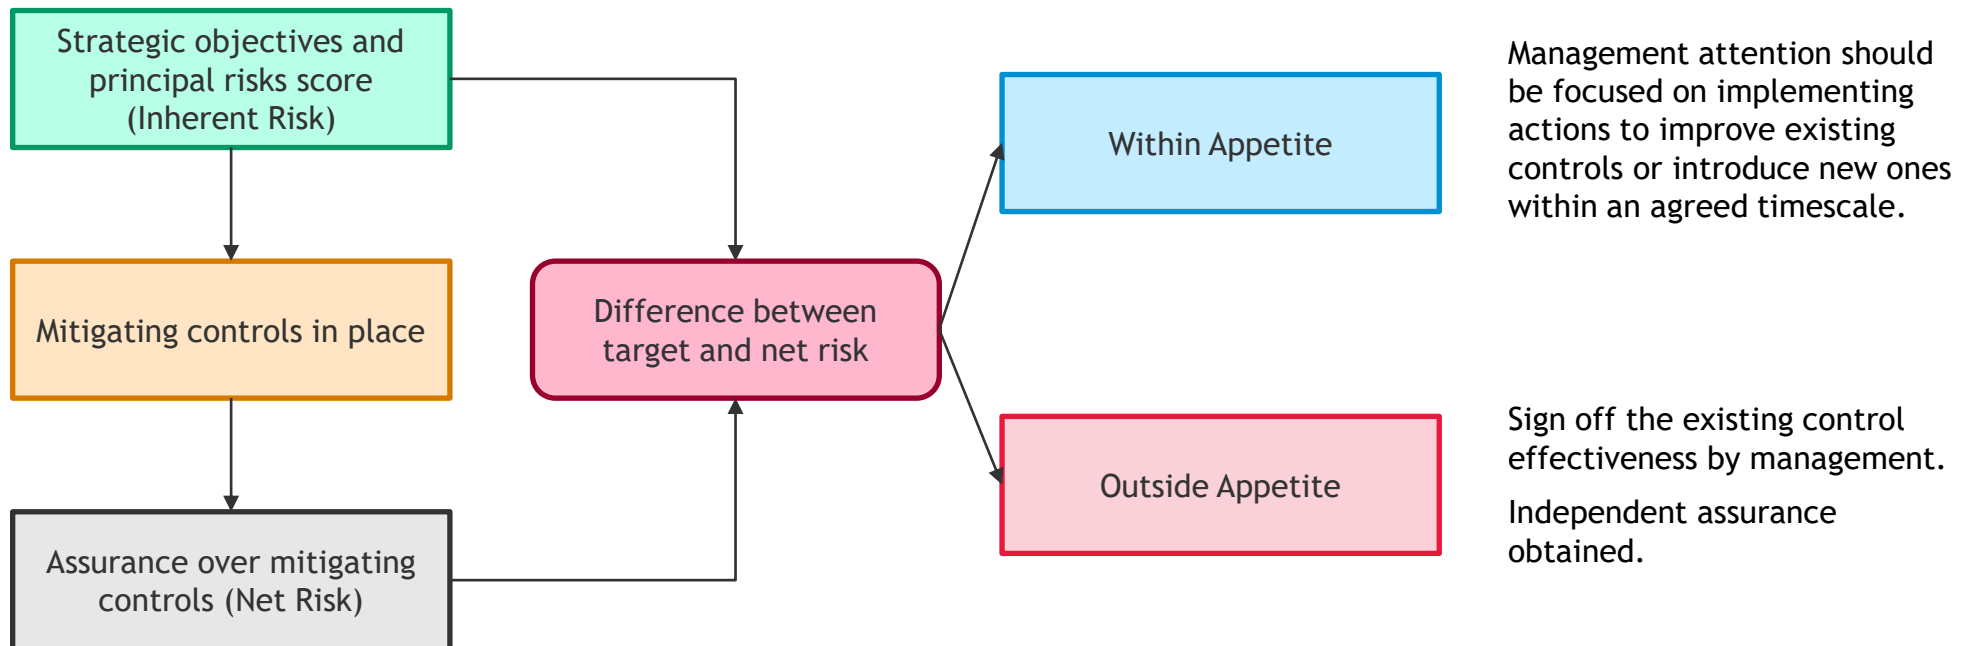 Strategic objectives and
principal risks score
(Inherent Risk)
Mitigating controls in place
Assurance over mitigating
controls (Net Risk)
Difference between
target and net risk
Within Appetite
Outside Appetite
Management attention should
be focused on implementing
actions to improve existing
controls or introduce new ones
within an agreed timescale.
Sign off the existing control
effectiveness by management.
Independent assurance
obtained.